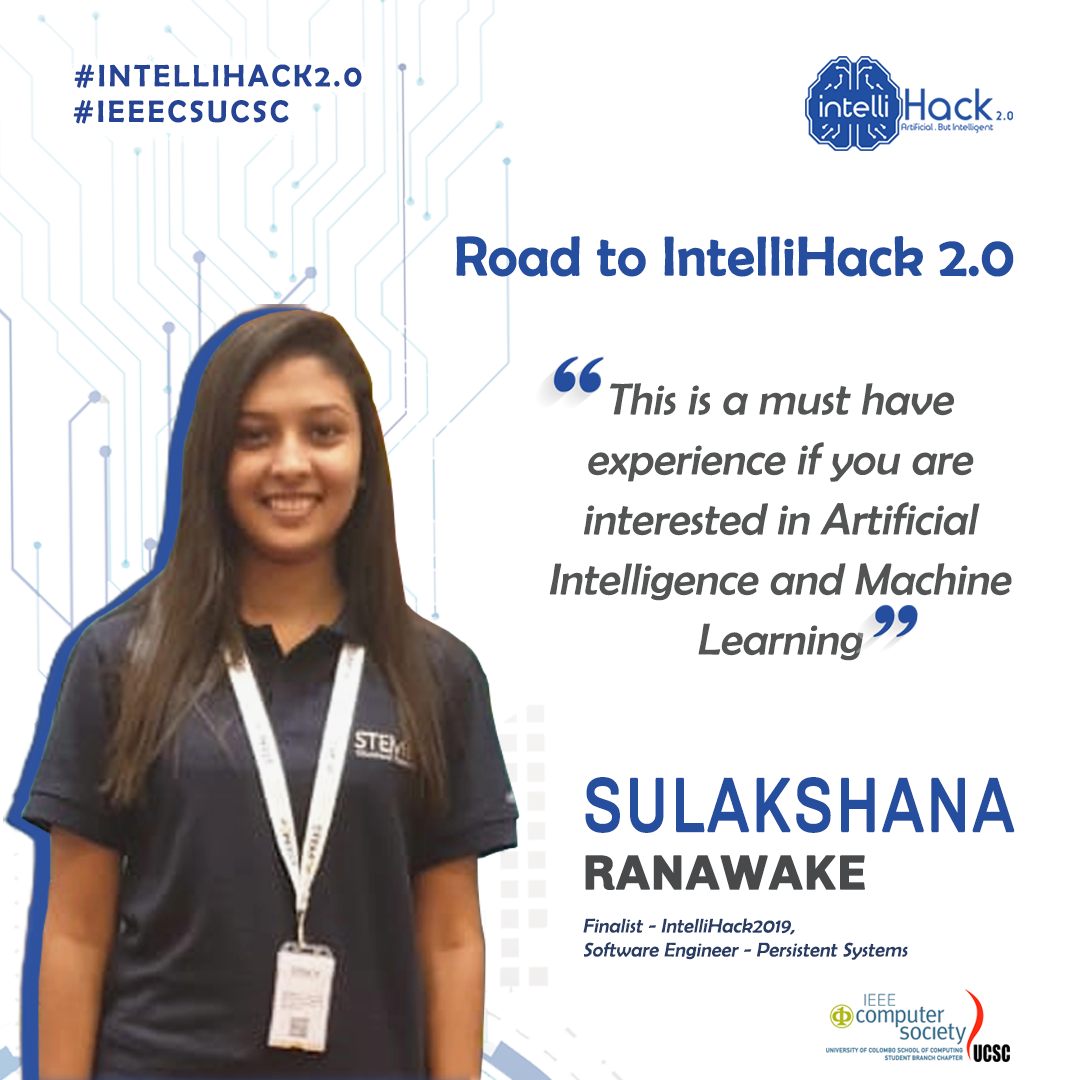 #INTELLIHACK2.0
#IEEECSUCSC
intelli Hack 2.0
Artificial . But Intelligent
Road to IntelliHack 2.0
“This is a must have
experience if you are
interested in Artificial
Intelligence and Machine
Learning”
STEM
SULAKSHANA
RANAWAKE
Finalist - IntelliHack2019,
Software Engineer - Persistent Systems
IEEE
computer
society
UNIVERSITY OF COLOMBO SCHOOL OF COMPUTING
STUDENT BRANCH CHAPTER
UCSC